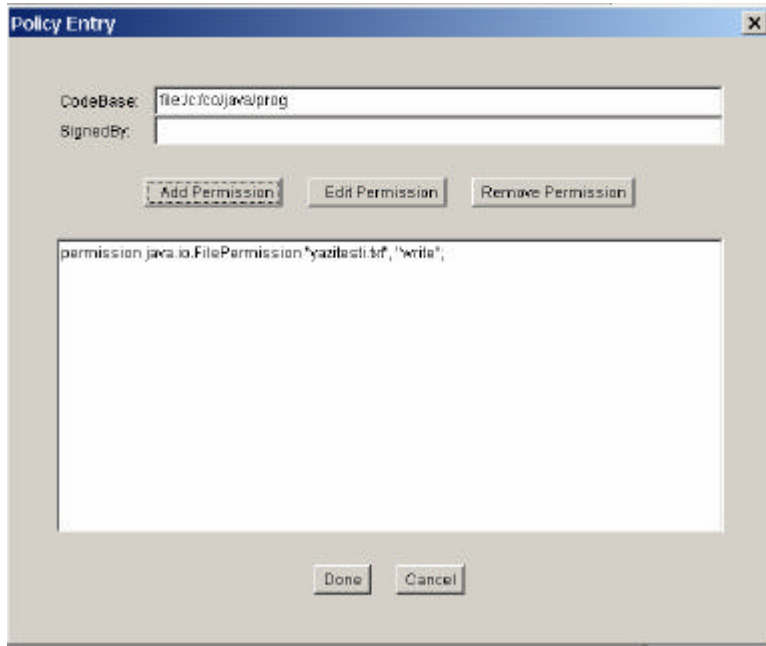 Policy Entry
CodeBase: file:/c:/co/java/prog
SignedBy:
Add Permission Edit Permission Remove Permission
permission java.io.FilePermission "yazitesti.txt", "write";
Done Cancel